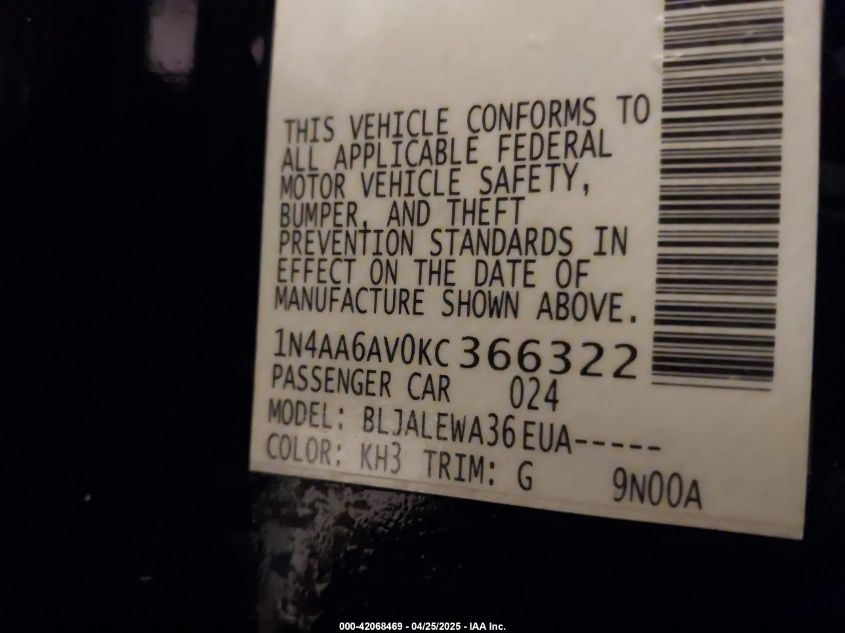 THIS VEHICLE CONFORMS TO
ALL APPLICABLE FEDERAL
MOTOR VEHICLE SAFETY,
BUMPER, AND THEFT
PREVENTION STANDARDS IN
EFFECT ON THE DATE OF
MANUFACTURE SHOWN ABOVE.
1N4AA6AV0KC366322
PASSENGER CAR 024
MODEL: BLJALEWA36EUA-----
COLOR: KH3 TRIM: G 9N00A
000-42068469 - 04/25/2025 - IAA Inc.